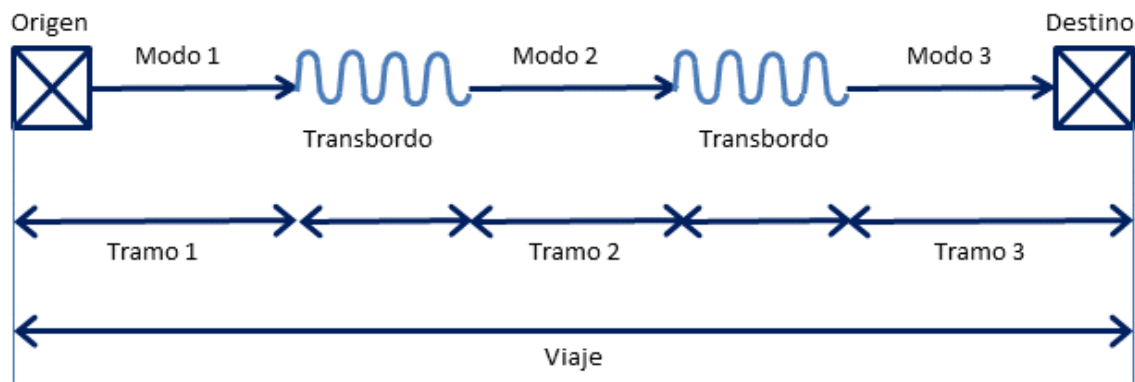 Origen
Destino
Modo 1
Modo 2
Modo 3
Transbordo
Transbordo
Tramo 1
Tramo 2
Tramo 3
Viaje